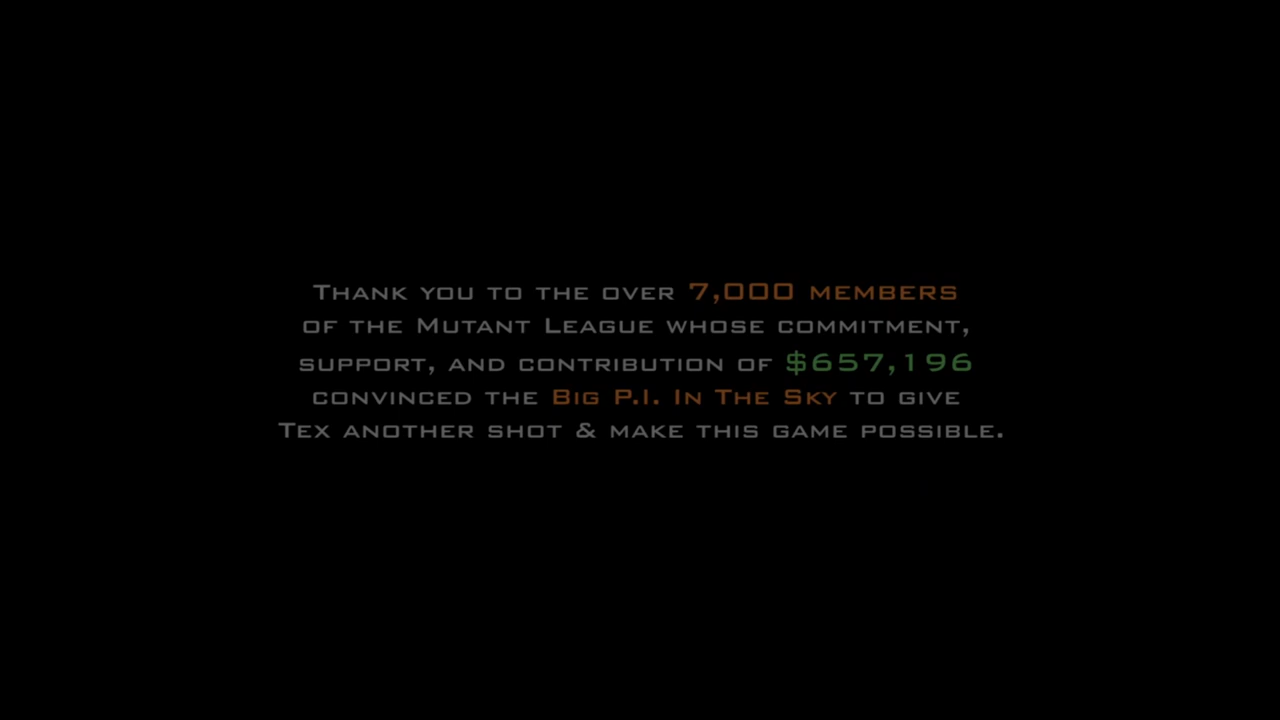 Thank you to the over 7,000 members
of the Mutant League whose commitment,
support, and contribution of $657,196
convinced the Big P.I. In The Sky to give
Tex another shot & make this game possible.